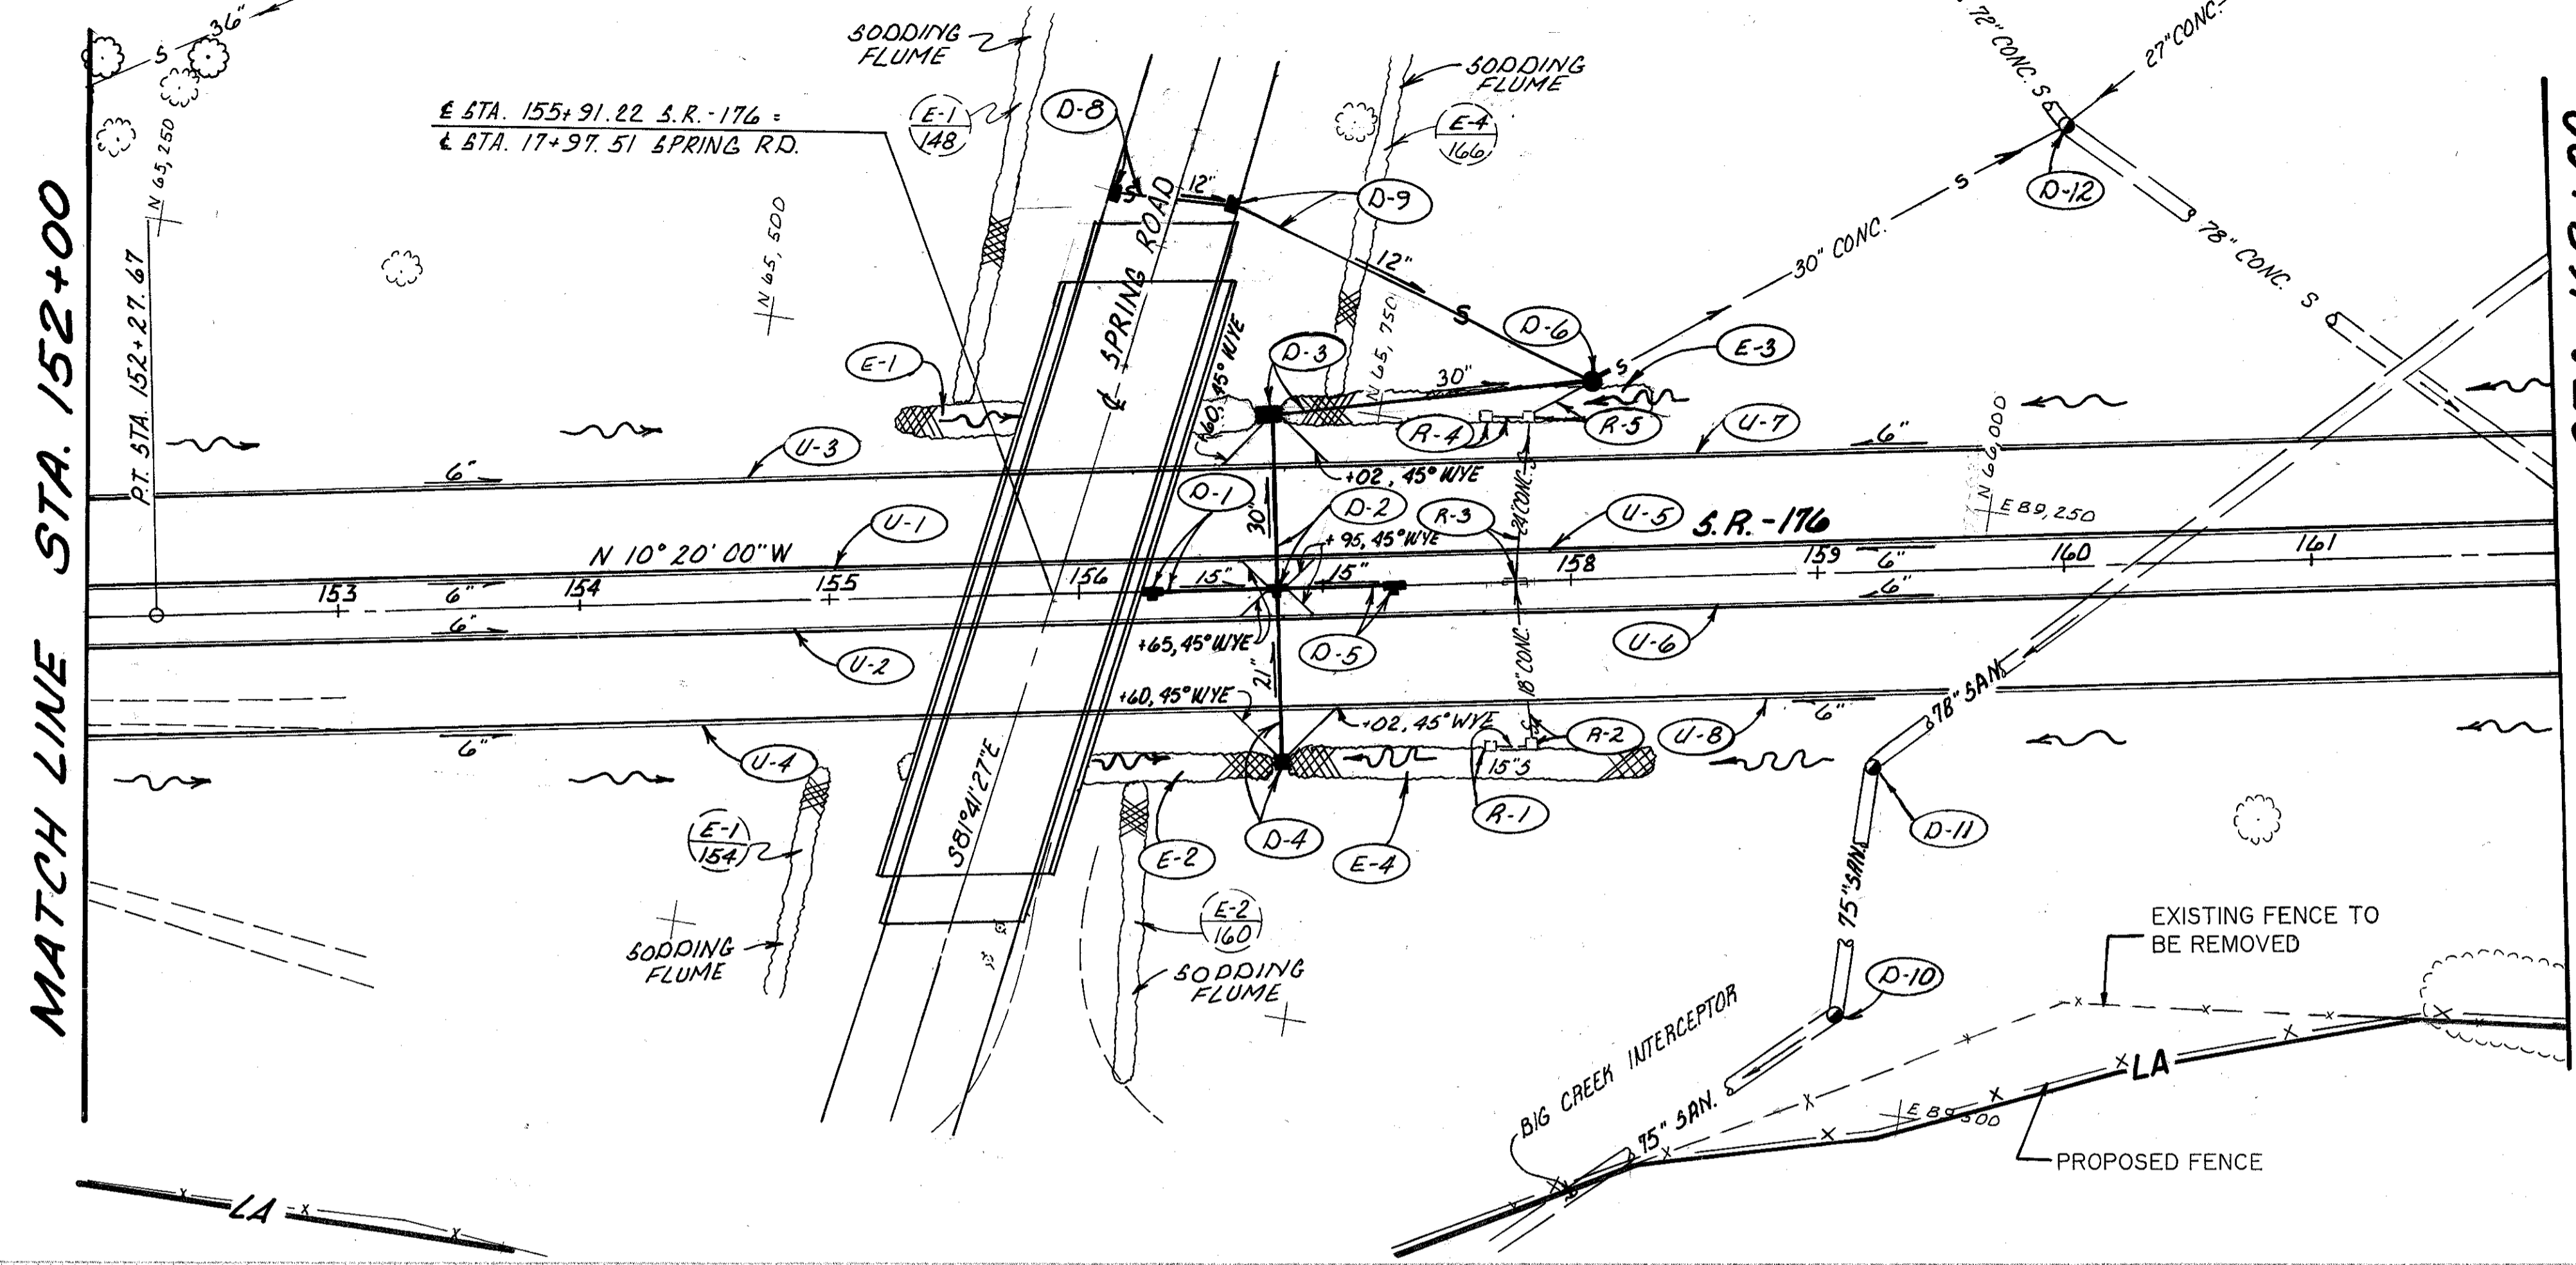 36"
S
SODDING
FLUME
SODDING
FLUME
72" CONC. S
27" CONC.
℄ STA. 155+91.22 S.R.-176 =
℄ STA. 17+97.51 SPRING RD.
E-1
148
D-8
E-4
166
N 65,250
N 65,500
S
12"
D-9
D-12
S
30" CONC.
78" CONC. S
℄ SPRING ROAD
12"
S
N 65,750
D-6
E-3
S
MATCH LINE STA. 152+00
P.T. STA. 152+27.67
E-1
D-3
+60, 45° WYE
30"
R-4
R-5
U-7
6"
U-3
6"
+02, 45° WYE
N 66,000
E 89,250
D-1
30"
D-2
R-3
24" CONC. S
U-5
S.R.-176
U-1
+95, 45° WYE
N 10° 20' 00" W
153
154
155
156
158
159
160
161
6"
6"
15"
15"
6"
6"
+65, 45° WYE
D-5
U-6
U-2
21"
18" CONC. S
+60, 45° WYE
+02, 45° WYE
R-2
U-8
6"
78" SAN.
6"
U-4
15" S
R-1
S81°41'27"E
E-1
154
E-2
D-4
E-4
D-11
75" SAN.
E-2
160
SODDING
FLUME
SODDING
FLUME
D-10
EXISTING FENCE TO
BE REMOVED
BIG CREEK INTERCEPTOR
75" SAN.
LA
E 89,500
PROPOSED FENCE
LA